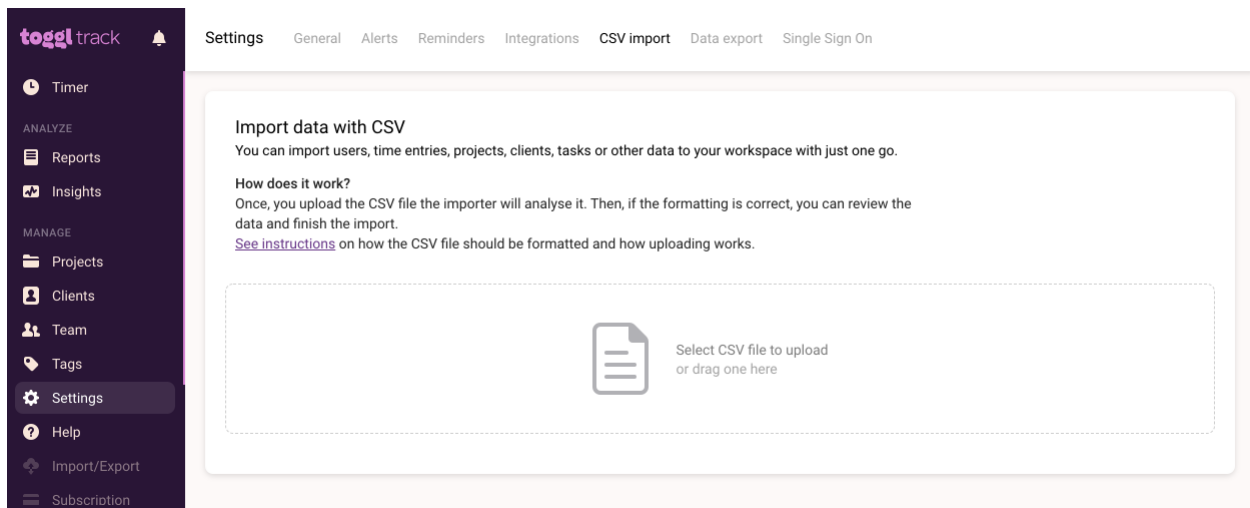 toggl track
Timer
ANALYZE
Reports
Insights
MANAGE
Projects
Clients
Team
Tags
Settings
Help
Import/Export
Subscription
Settings General Alerts Reminders Integrations CSV import Data export Single Sign On
Import data with CSV
You can import users, time entries, projects, clients, tasks or other data to your workspace with just one go.
How does it work?
Once, you upload the CSV file the importer will analyse it. Then, if the formatting is correct, you can review the
data and finish the import.
See instructions on how the CSV file should be formatted and how uploading works.
Select CSV file to upload
or drag one here